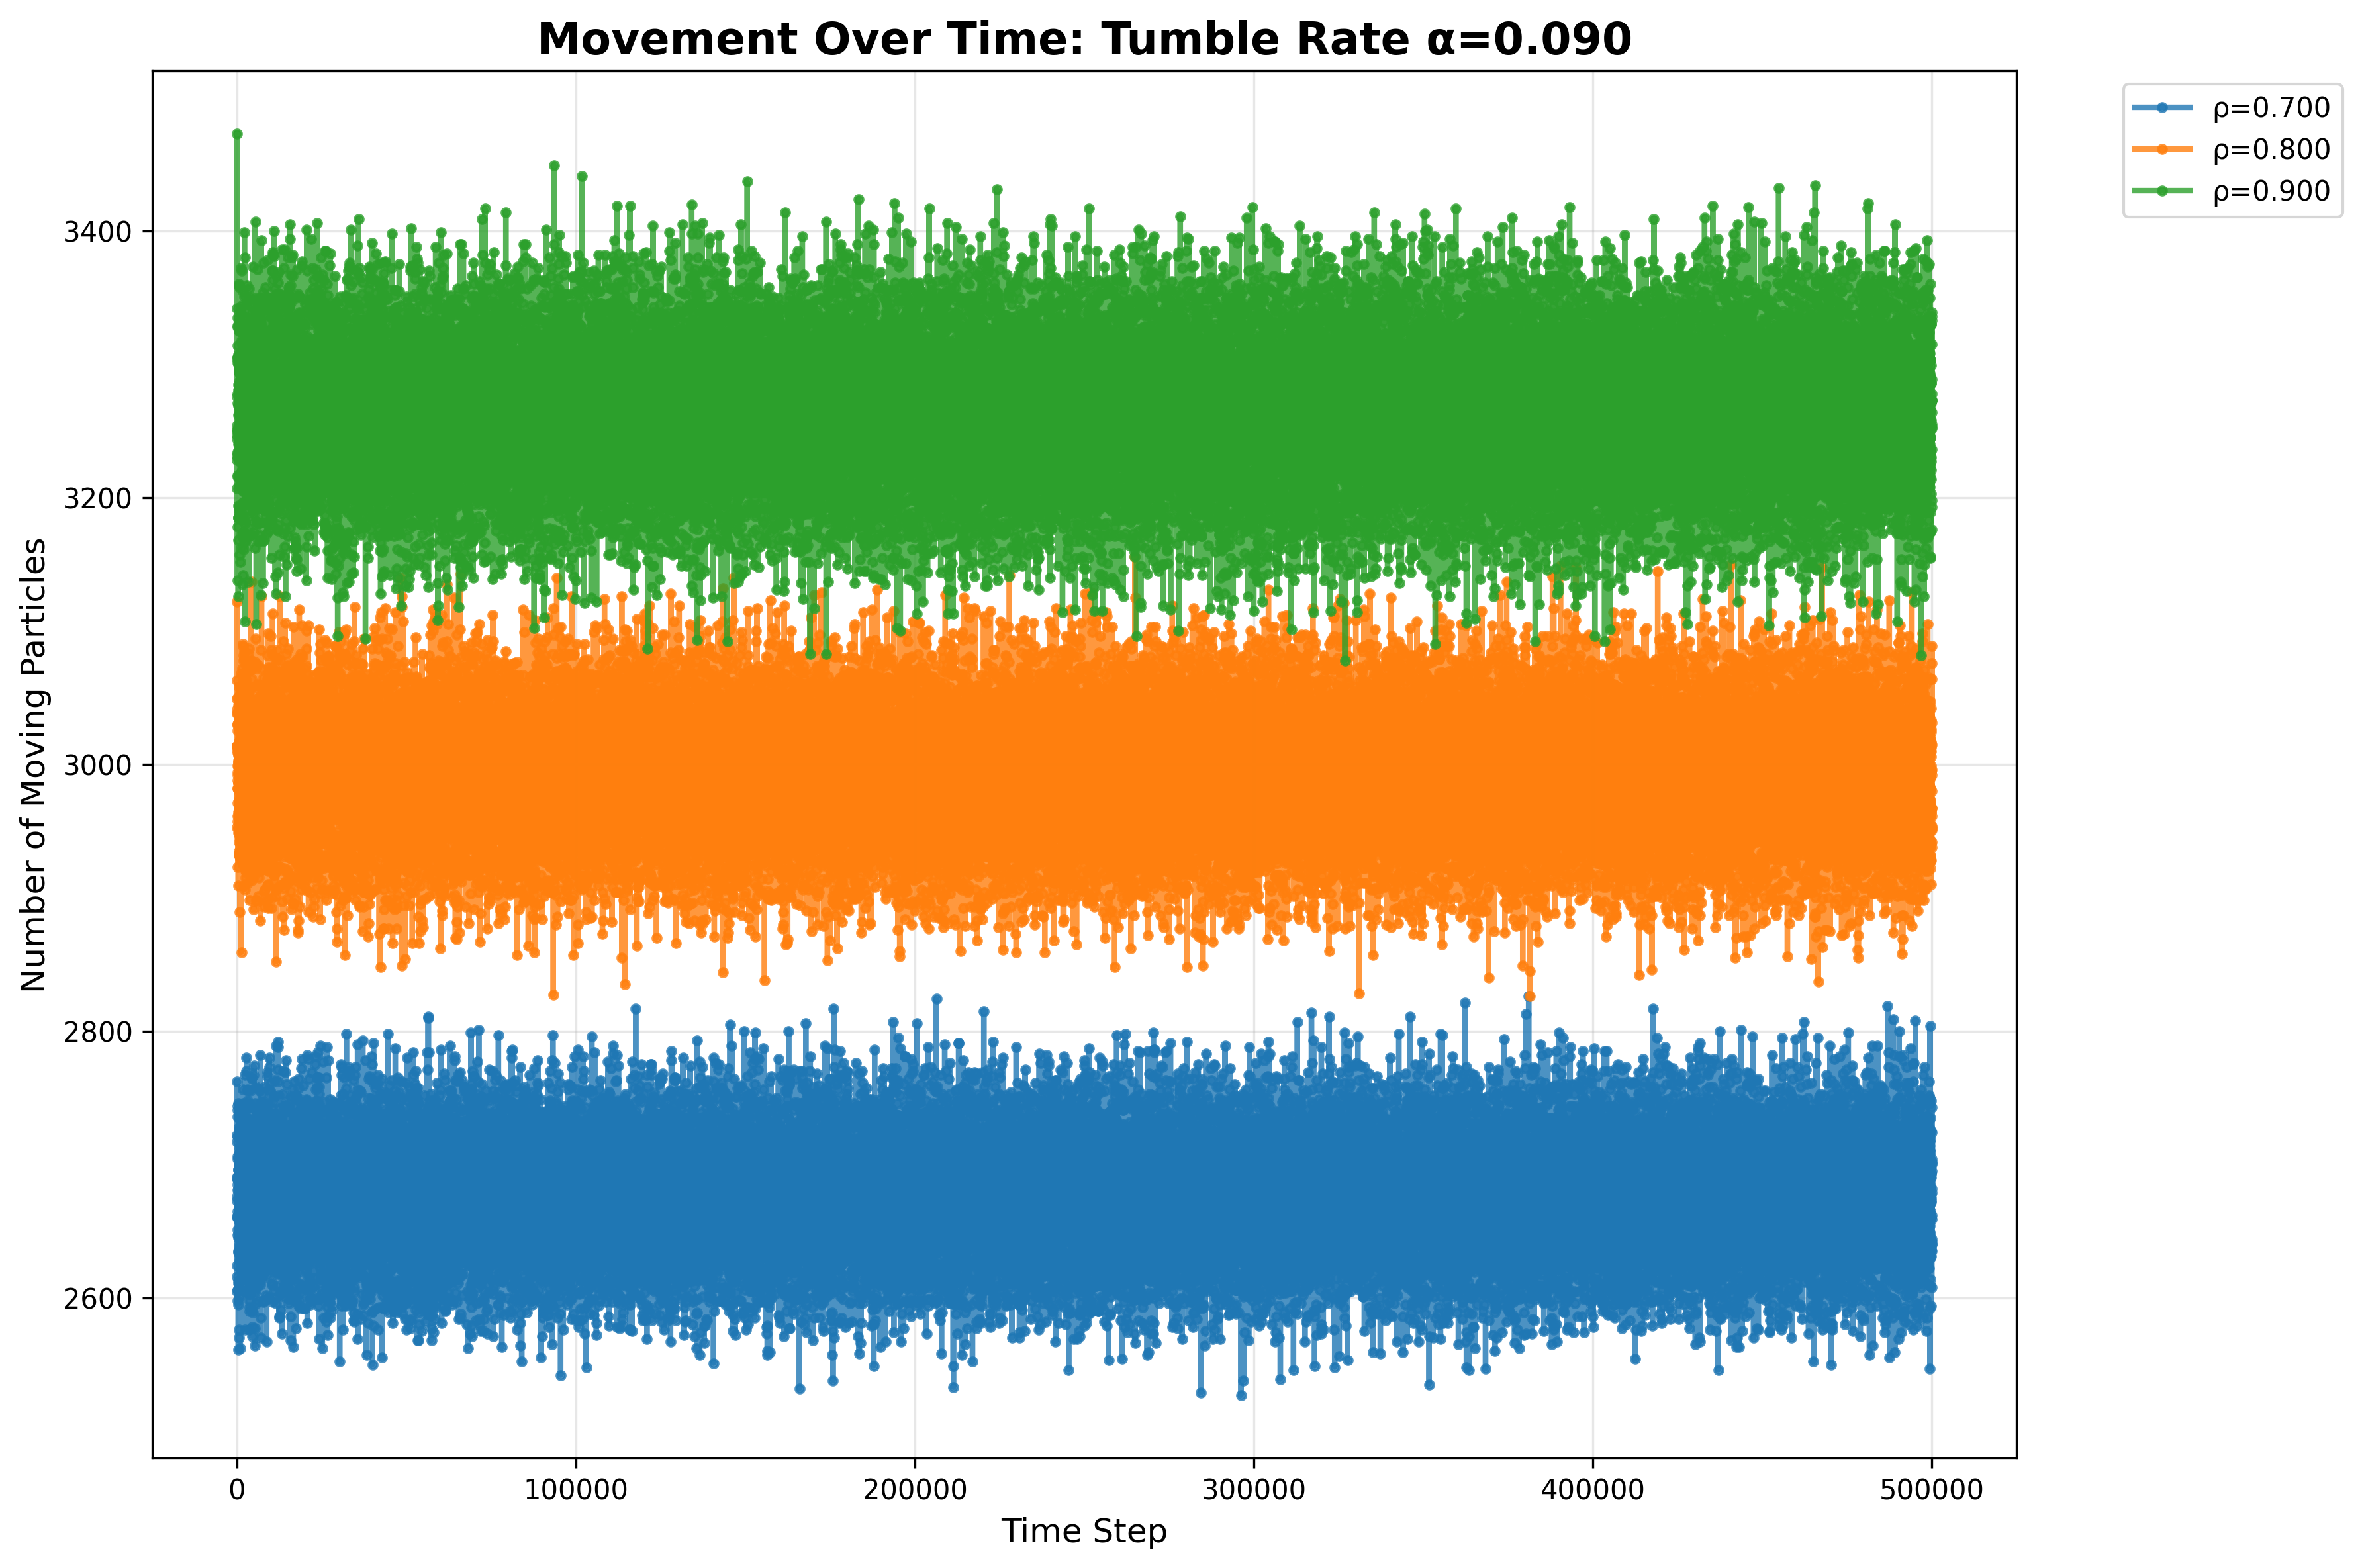 Movement Over Time: Tumble Rate α=0.090
ρ=0.700
ρ=0.800
ρ=0.900
Number of Moving Particles
3400
3200
3000
2800
2600
0
100000
200000
300000
400000
500000
Time Step